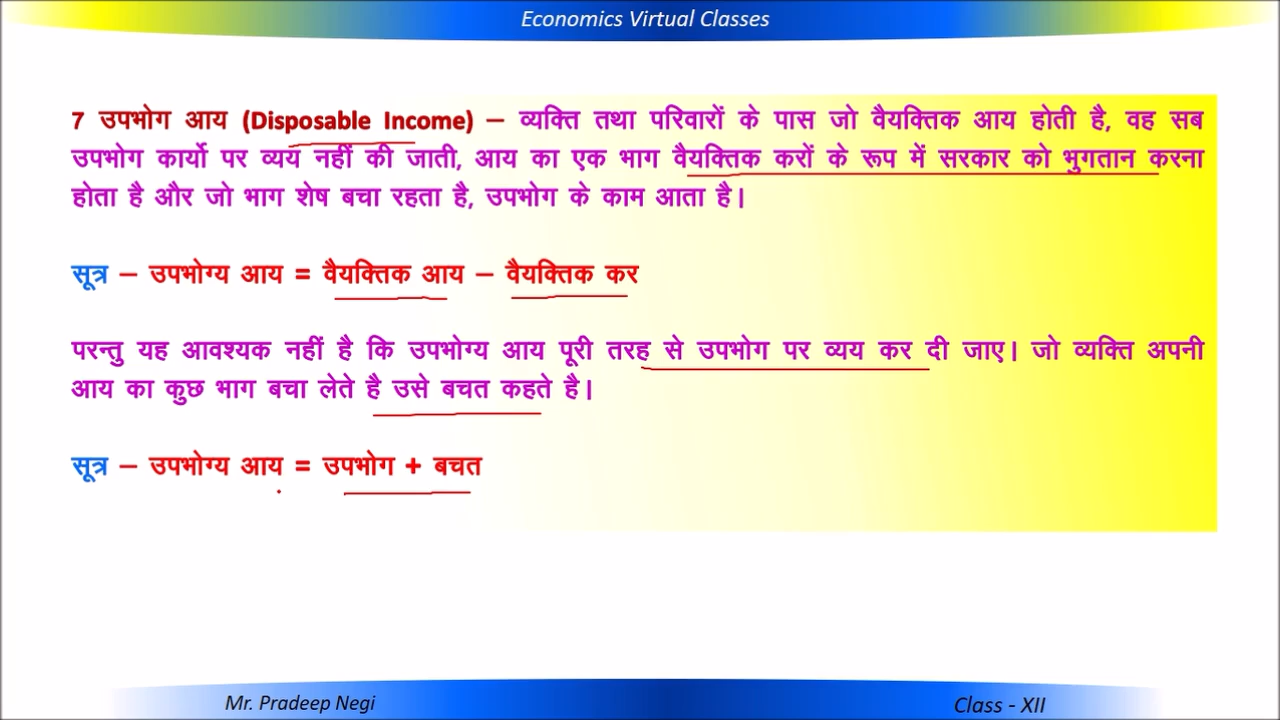 Economics Virtual Classes
7 उपभोग आय (Disposable Income) – व्यक्ति तथा परिवारों के पास जो वैयक्तिक आय होती है, वह सब
उपभोग कार्यो पर व्यय नहीं की जाती, आय का एक भाग वैयक्तिक करों के रूप में सरकार को भुगतान करना
होता है और जो भाग शेष बचा रहता है, उपभोग के काम आता है।
सूत्र – उपभोग्य आय = वैयक्तिक आय – वैयक्तिक कर
परन्तु यह आवश्यक नहीं है कि उपभोग्य आय पूरी तरह से उपभोग पर व्यय कर दी जाए। जो व्यक्ति अपनी
आय का कुछ भाग बचा लेते है उसे बचत कहते है।
सूत्र – उपभोग्य आय = उपभोग + बचत
Mr. Pradeep Negi
Class - XII